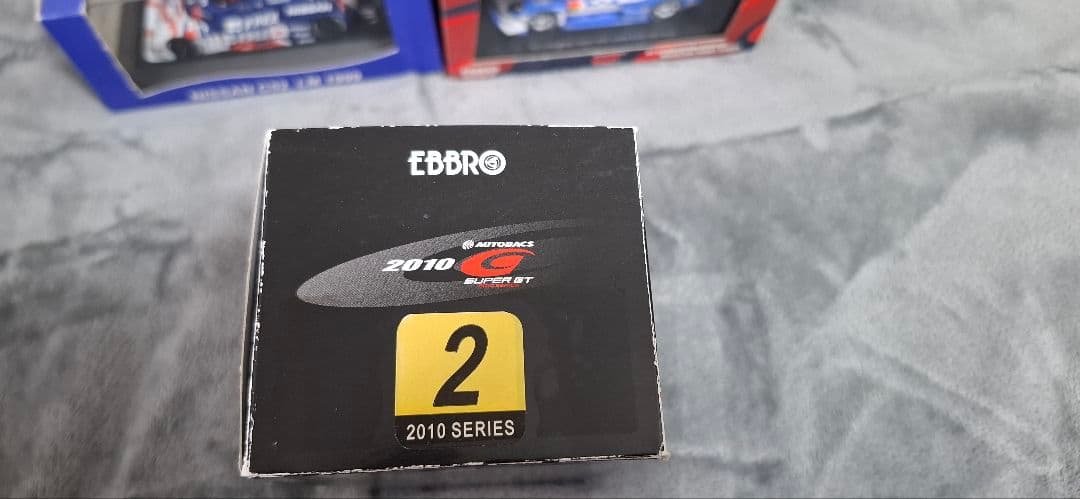 EBBRO
AUTOBACS
2010
SUPER GT
2
2010 SERIES